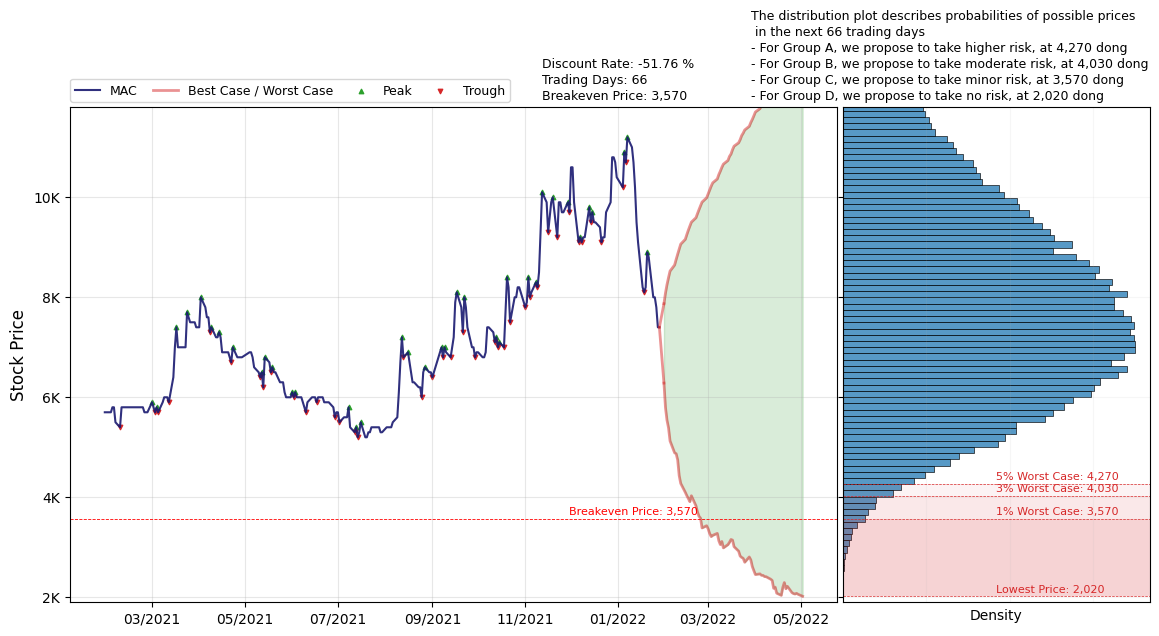 The distribution plot describes probabilities of possible prices
in the next 66 trading days
- For Group A, we propose to take higher risk, at 4,270 dong
- For Group B, we propose to take moderate risk, at 4,030 dong
- For Group C, we propose to take minor risk, at 3,570 dong
- For Group D, we propose to take no risk, at 2,020 dong
Discount Rate: -51.76 %
Trading Days: 66
Breakeven Price: 3,570
MAC
Best Case / Worst Case
Peak
Trough
Stock Price
10K
8K
6K
4K
2K
Breakeven Price: 3,570
5% Worst Case: 4,270
3% Worst Case: 4,030
1% Worst Case: 3,570
Lowest Price: 2,020
03/2021
05/2021
07/2021
09/2021
11/2021
01/2022
03/2022
05/2022
Density